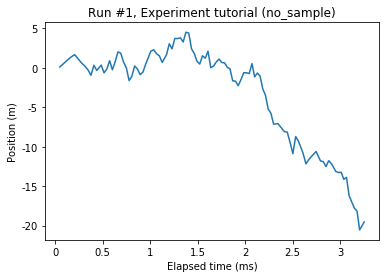 Run #1, Experiment tutorial (no_sample)
5
0
-5
-10
-15
-20
Position (m)
0 0.5 1 1.5 2 2.5 3
Elapsed time (ms)